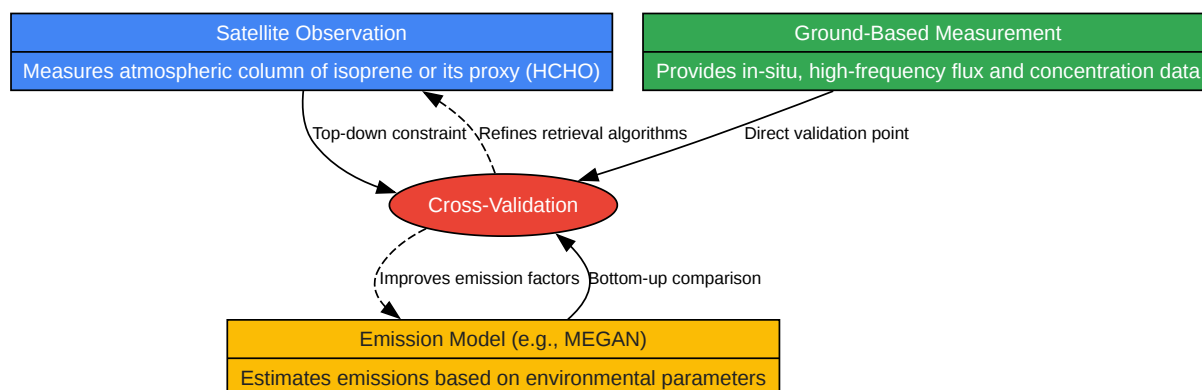 Satellite Observation
Measures atmospheric column of isoprene or its proxy (HCHO)
Ground-Based Measurement
Provides in-situ, high-frequency flux and concentration data
Top-down constraint
Refines retrieval algorithms
Direct validation point
Cross-Validation
Improves emission factors
Bottom-up comparison
Emission Model (e.g., MEGAN)
Estimates emissions based on environmental parameters